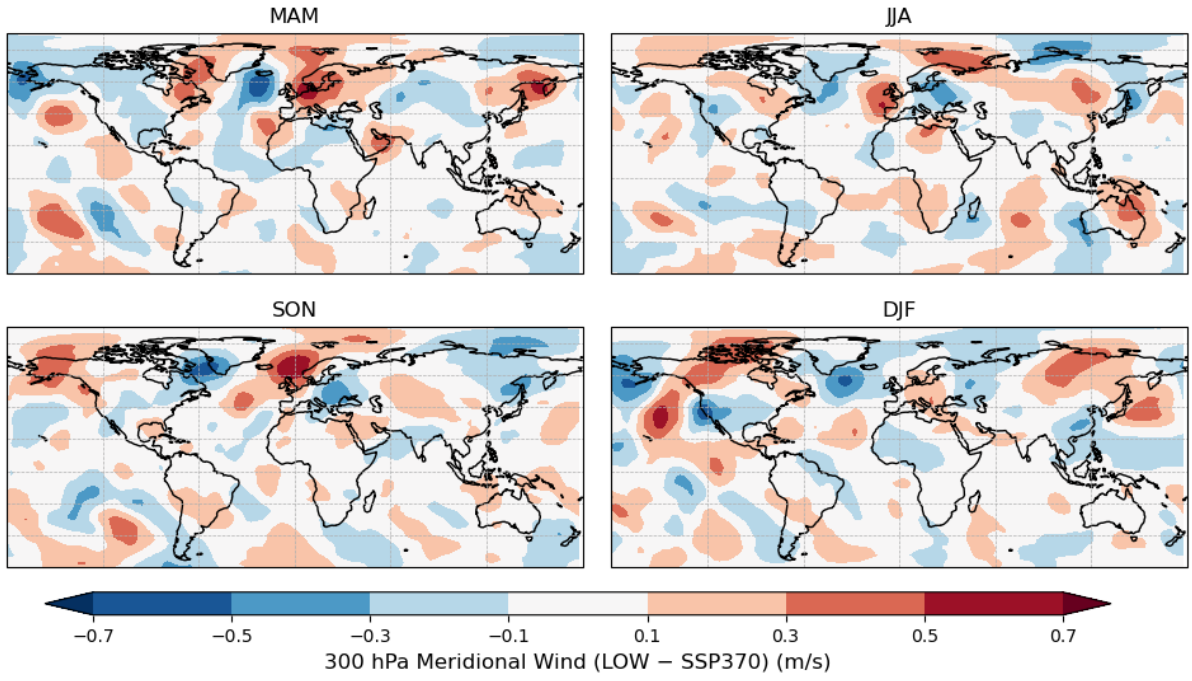 MAM
JJA
SON
DJF
−0.7 −0.5 −0.3 −0.1 0.1 0.3 0.5 0.7
300 hPa Meridional Wind (LOW − SSP370) (m/s)